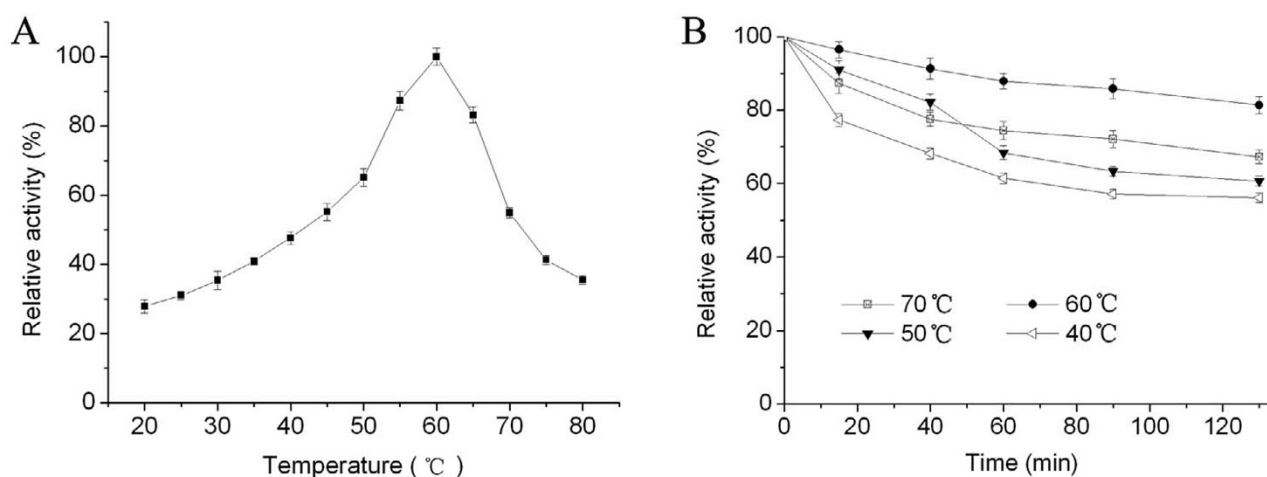 A
Relative activity (%)
100
80
60
40
20
0
20 30 40 50 60 70 80
Temperature ( ℃)
B
Relative activity (%)
100
80
60
40
20
0
70℃ 60℃
50℃ 40℃
0 20 40 60 80 100 120
Time (min)